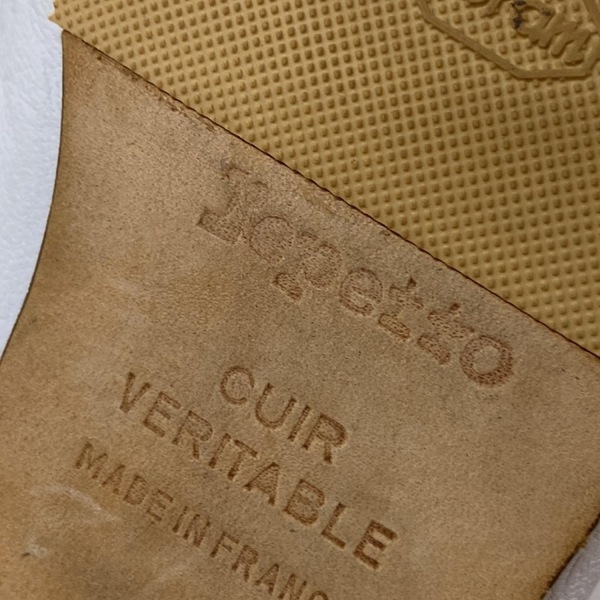 Repetto
CUIR
VERITABLE
MADE IN FRANC